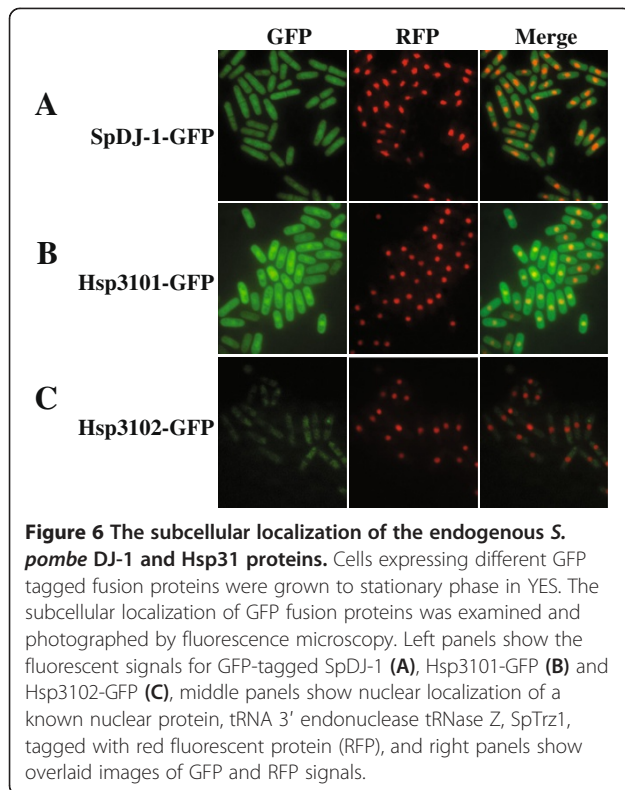 GFP RFP Merge
A
SpDJ-1-GFP
B
Hsp3101-GFP
C
Hsp3102-GFP
Figure 6 The subcellular localization of the endogenous S.
pombe DJ-1 and Hsp31 proteins. Cells expressing different GFP
tagged fusion proteins were grown to stationary phase in YES. The
subcellular localization of GFP fusion proteins was examined and
photographed by fluorescence microscopy. Left panels show the
fluorescent signals for GFP-tagged SpDJ-1 (A), Hsp3101-GFP (B) and
Hsp3102-GFP (C), middle panels show nuclear localization of a
known nuclear protein, tRNA 3′ endonuclease tRNase Z, SpTrz1,
tagged with red fluorescent protein (RFP), and right panels show
overlaid images of GFP and RFP signals.